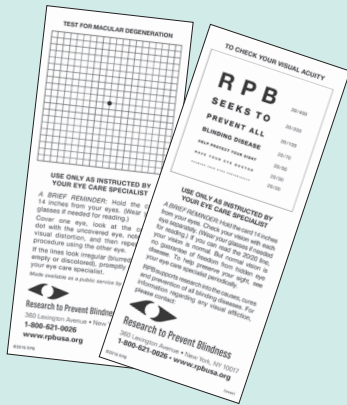 TEST FOR MACULAR DEGENERATION
USE ONLY AS INSTRUCTED BY
YOUR EYE CARE SPECIALIST
A BRIEF REMINDER: Hold the c
14 inches from your eyes. (Wear
glasses if needed for reading.)
Cover one eye, look at the c
dot with the uncovered eye, note
visual distortion, and then repe
procedure using the other eye.
If the lines look irregular (blurred
empty or discolored), promptly
your eye care specialist.
Made available as a public service by
Research to Prevent Blindness
360 Lexington Avenue • New
1-800-621-0026
www.rpbusa.org
TO CHECK YOUR VISUAL ACUITY
RPB 20/400
SEEKS TO 20/200
PREVENT ALL 20/100
BLINDING DISEASE 20/70
HELP PROTECT YOUR SIGHT 20/50
HAVE YOUR EYE DOCTOR 20/30
20/20
USE ONLY AS INSTRUCTED BY
YOUR EYE CARE SPECIALIST
A BRIEF REMINDER: Hold the card 14 inches
from your eyes. Check your vision with each
eye separately. (Wear your glasses if needed
for reading.) If you can read the 20/20 line,
your vision is normal. But normal vision is
no guarantee of freedom from hidden eye
disease. To help preserve your sight, see
your eye care specialist periodically.
RPB supports research into the causes, cures
and prevention of all blinding diseases. For
information regarding any visual affliction,
please contact:
Research to Prevent Blindness
360 Lexington Avenue • New York, NY 10017
1-800-621-0026 • www.rpbusa.org